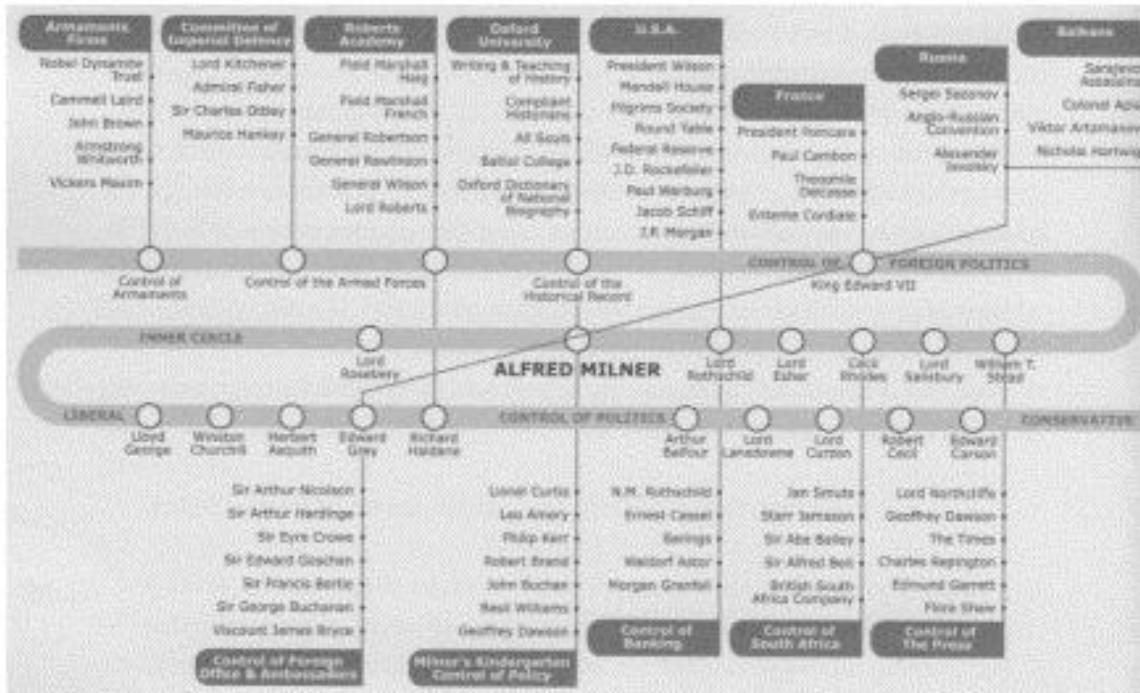 Armaments
Firms
Nobel Dynamite
Trust
Cammell Laird
John Brown
Armstrong
Whitworth
Vickers Maxim
Committee of
Imperial Defence
Lord Kitchener
Admiral Fisher
Sir Charles Ottley
Maurice Hankey
Roberts
Academy
Field Marshall
Haig
Field Marshall
French
General Robertson
General Rawlinson
General Wilson
Lord Roberts
Oxford
University
Writing & Teaching
of History
Compliant
Historians
All Souls
Balliol College
Oxford Dictionary
of National
Biography
U.S.A.
President Wilson
Mandell House
Pilgrims Society
Round Table
Federal Reserve
J.D. Rockefeller
Paul Warburg
Jacob Schiff
J.P. Morgan
France
President Poincare
Paul Cambon
Theophile
Delcasse
Entente Cordiale
Russia
Sergei Sazonov
Anglo-Russian
Convention
Alexander
Isvolsky
Balkans
Sarajevo
Assassins
Colonel Apis
Viktor Artamanov
Nicholas Hartwig
CONTROL OF
FOREIGN POLITICS
Control of
Armaments
Control of the Armed Forces
Control of the
Historical Record
King Edward VII
INNER CIRCLE
Lord
Rosebery
ALFRED MILNER
Lord
Rothschild
Lord
Esher
Cecil
Rhodes
Lord
Salisbury
William T.
Stead
LIBERAL
CONTROL OF POLITICS
CONSERVATIVE
Lloyd
George
Winston
Churchill
Herbert
Asquith
Edward
Grey
Richard
Haldane
Arthur
Balfour
Lord
Lansdowne
Lord
Curzon
Robert
Cecil
Edward
Carson
Sir Arthur Nicolson
Sir Arthur Hardinge
Sir Eyre Crowe
Sir Edward Goschen
Sir Francis Bertie
Sir George Buchanan
Viscount James Bryce
Control of Foreign
Office & Ambassadors
Lionel Curtis
Leo Amery
Philip Kerr
Robert Brand
John Buchan
Basil Williams
Geoffrey Dawson
Milner's Kindergarten
Control of Policy
N.M. Rothschild
Ernest Cassel
Barings
Waldorf Astor
Morgan Grenfell
Control of
Banking
Jan Smuts
Starr Jameson
Sir Abe Bailey
Sir Alfred Beit
British South
Africa Company
Control of
South Africa
Lord Northcliffe
Geoffrey Dawson
The Times
Charles Repington
Edmund Garrett
Flora Shaw
Control of
The Press